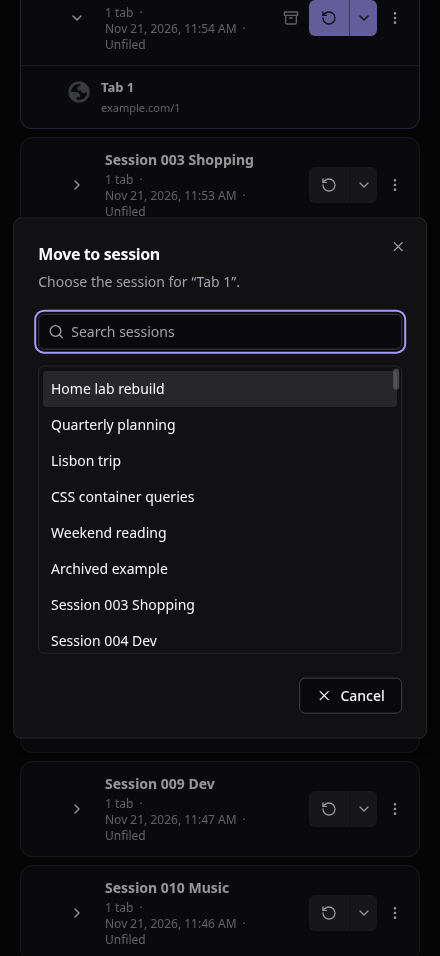 1 tab ·
Nov 21, 2026, 11:54 AM ·
Unfiled
Tab 1
example.com/1
Session 003 Shopping
1 tab ·
Nov 21, 2026, 11:53 AM ·
Unfiled
Move to session
Choose the session for “Tab 1”.
Search sessions
Home lab rebuild
Quarterly planning
Lisbon trip
CSS container queries
Weekend reading
Archived example
Session 003 Shopping
Session 004 Dev
Cancel
Session 009 Dev
1 tab ·
Nov 21, 2026, 11:47 AM ·
Unfiled
Session 010 Music
1 tab ·
Nov 21, 2026, 11:46 AM ·
Unfiled